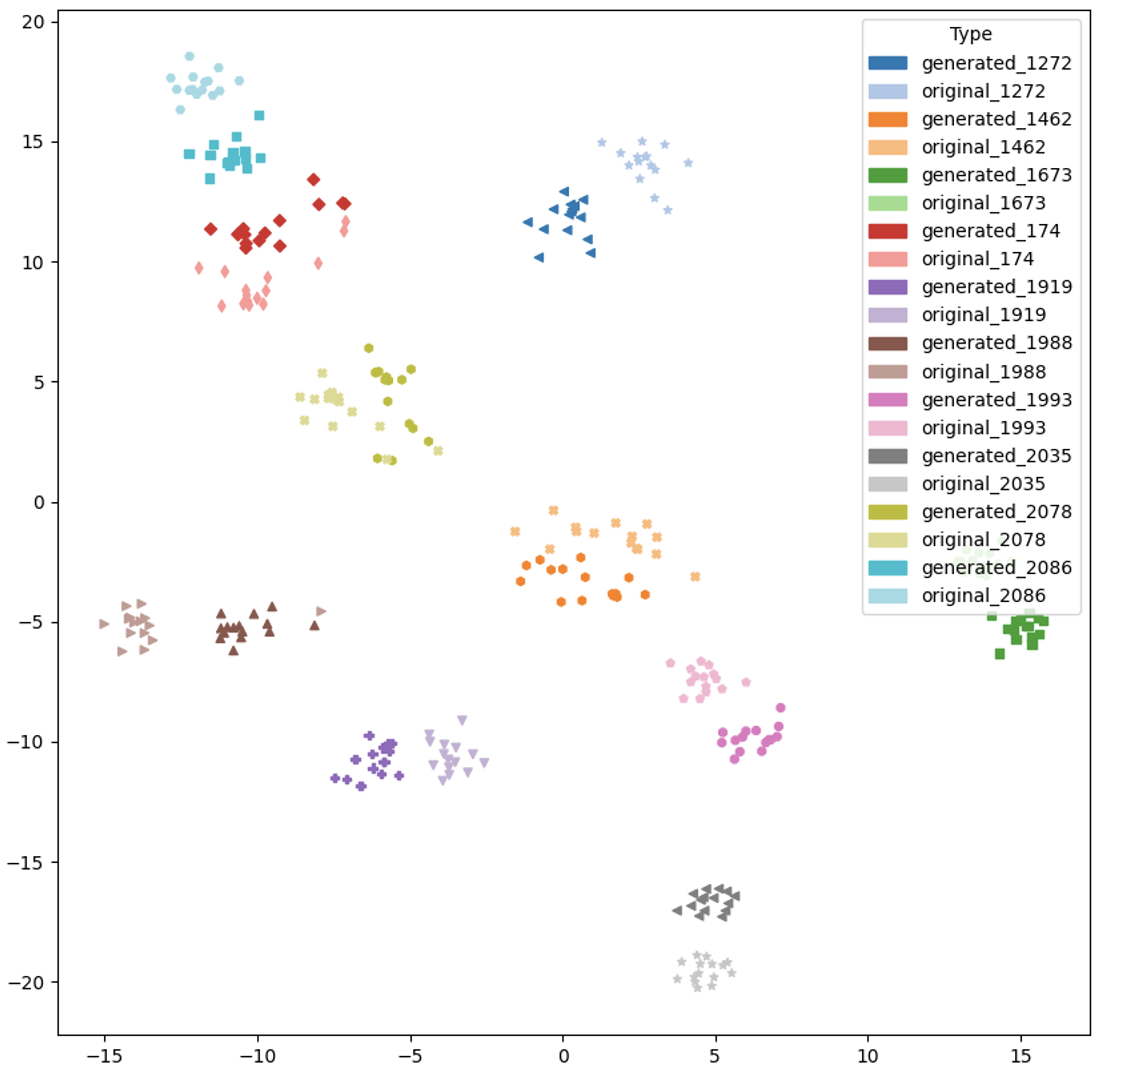 20
15
10
5
0
−5
−10
−15
−20
−15
−10
−5
0
5
10
15
Type
generated_1272
original_1272
generated_1462
original_1462
generated_1673
original_1673
generated_174
original_174
generated_1919
original_1919
generated_1988
original_1988
generated_1993
original_1993
generated_2035
original_2035
generated_2078
original_2078
generated_2086
original_2086